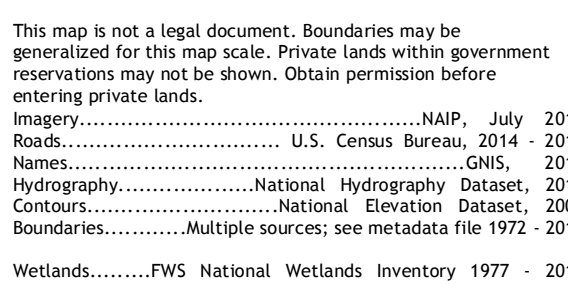 This map is not a legal document. Boundaries may be
generalized for this map scale. Private lands within government
reservations may not be shown. Obtain permission before
entering private lands.
Imagery.................................................NAIP, July
Roads............................... U.S. Census Bureau, 2014 -
Names.........................................................GNIS,
Hydrography....................National Hydrography Dataset,
Contours............................National Elevation Dataset,
Boundaries............Multiple sources; see metadata file 1972 -
Wetlands.........FWS National Wetlands Inventory 1977 -